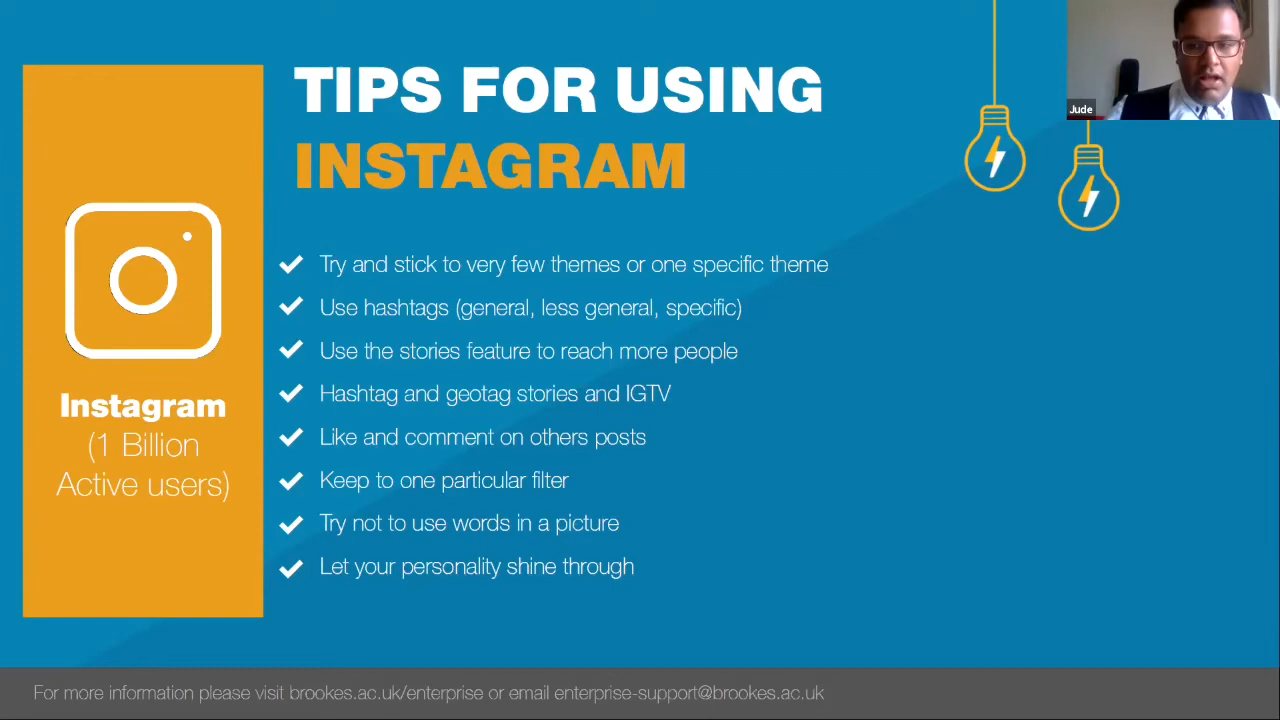 TIPS FOR USING
INSTAGRAM
Jude
Try and stick to very few themes or one specific theme
Use hashtags (general, less general, specific)
Use the stories feature to reach more people
Hashtag and geotag stories and IGTV
Like and comment on others posts
Keep to one particular filter
Try not to use words in a picture
Let your personality shine through
Instagram
(1 Billion
Active users)
For more information please visit brookes.ac.uk/enterprise or email enterprise-support@brookes.ac.uk